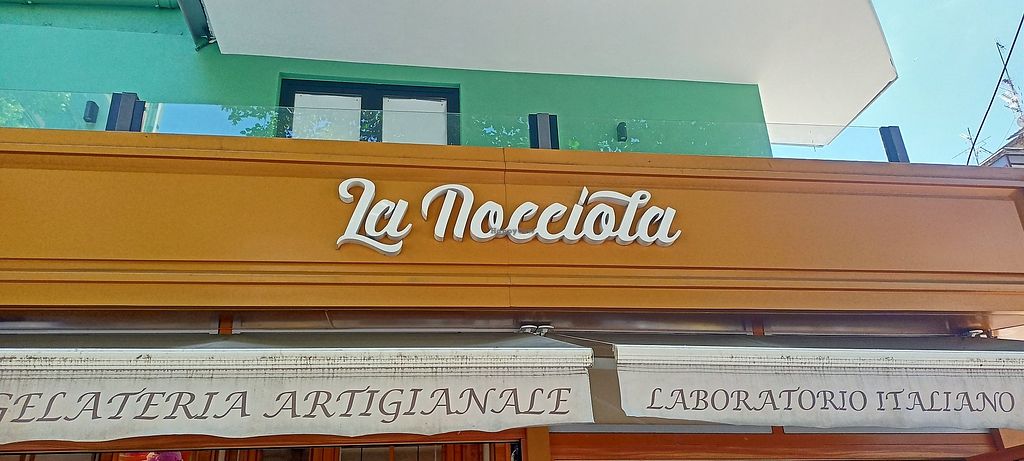 La Nocciola
GELATERIA ARTIGIANALE
LABORATORIO ITALIANO